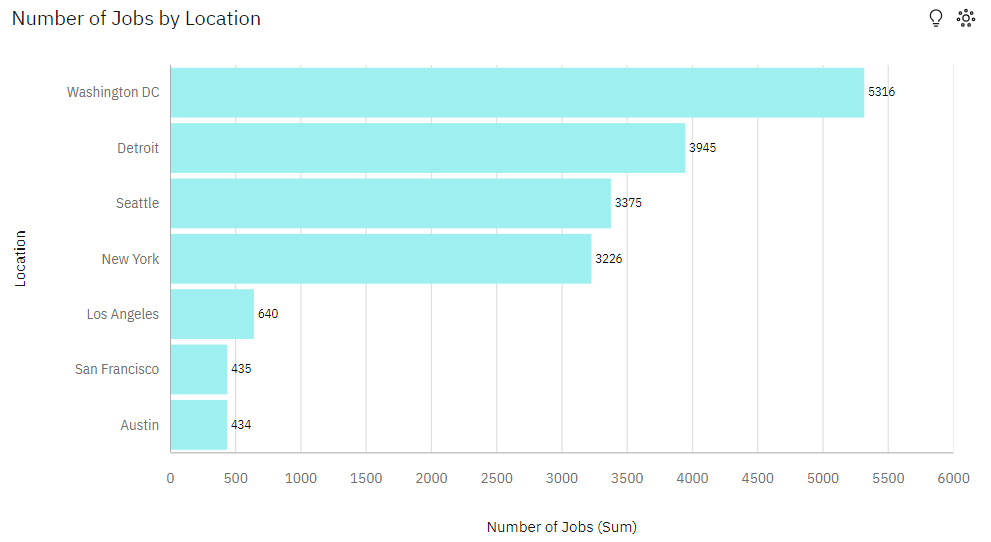 Number of Jobs by Location
Location
Washington DC 5316
Detroit 3945
Seattle 3375
New York 3226
Los Angeles 640
San Francisco 435
Austin 434
0 500 1000 1500 2000 2500 3000 3500 4000 4500 5000 5500 6000
Number of Jobs (Sum)